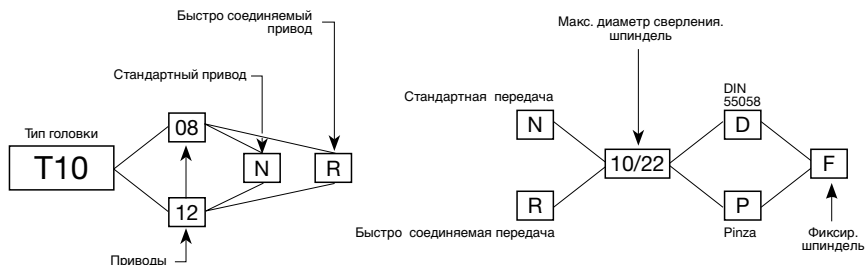 Быстро соединяемый
привод
Стандартный привод
Тип головки
T10
08
12
N
R
Приводы
Макс. диаметр сверления.
шпиндель
Стандартная передача
N
R
Быстро соединяемая передача
10/22
DIN
55058
D
P
Pinza
F
Фиксир.
шпиндель